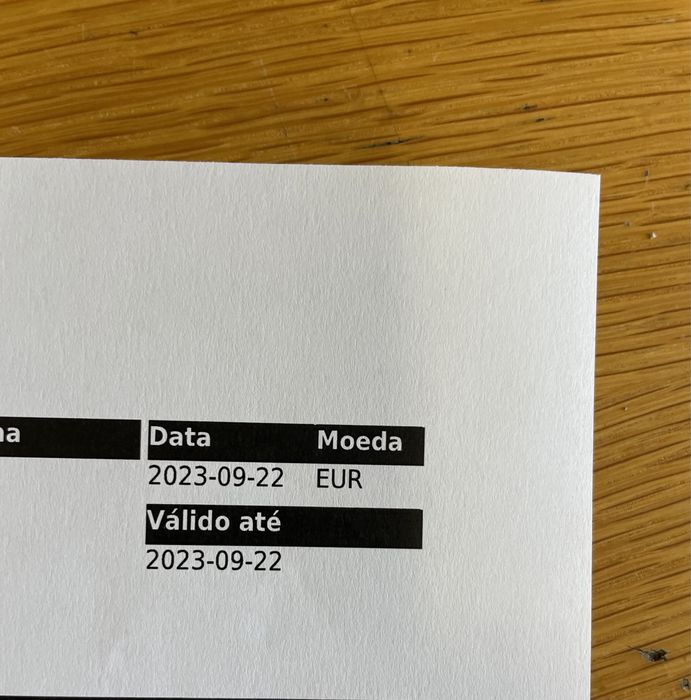 Data Moeda
2023-09-22 EUR
Válido até
2023-09-22